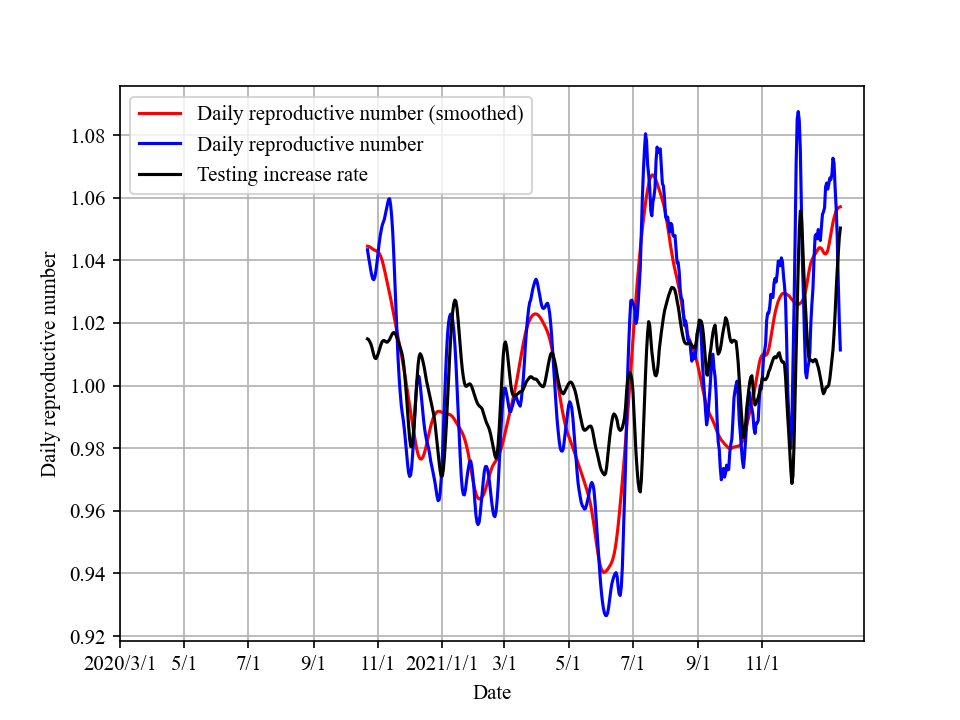 Daily reproductive number (smoothed)
Daily reproductive number
Testing increase rate
1.08
1.06
1.04
1.02
1.00
0.98
0.96
0.94
0.92
Daily reproductive number
2020/3/1 5/1 7/1 9/1 11/1 2021/1/1 3/1 5/1 7/1 9/1 11/1
Date